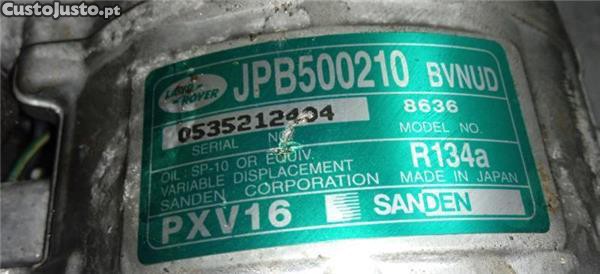 CustoJusto.pt
LAND ROVER
JPB500210 BVNUD
0535212404 8636
SERIAL NO. MODEL NO.
OIL: SP-10 OR EQUIV. R134a
VARIABLE DISPLACEMENT
SANDEN CORPORATION MADE IN JAPAN
PXV16 SANDEN